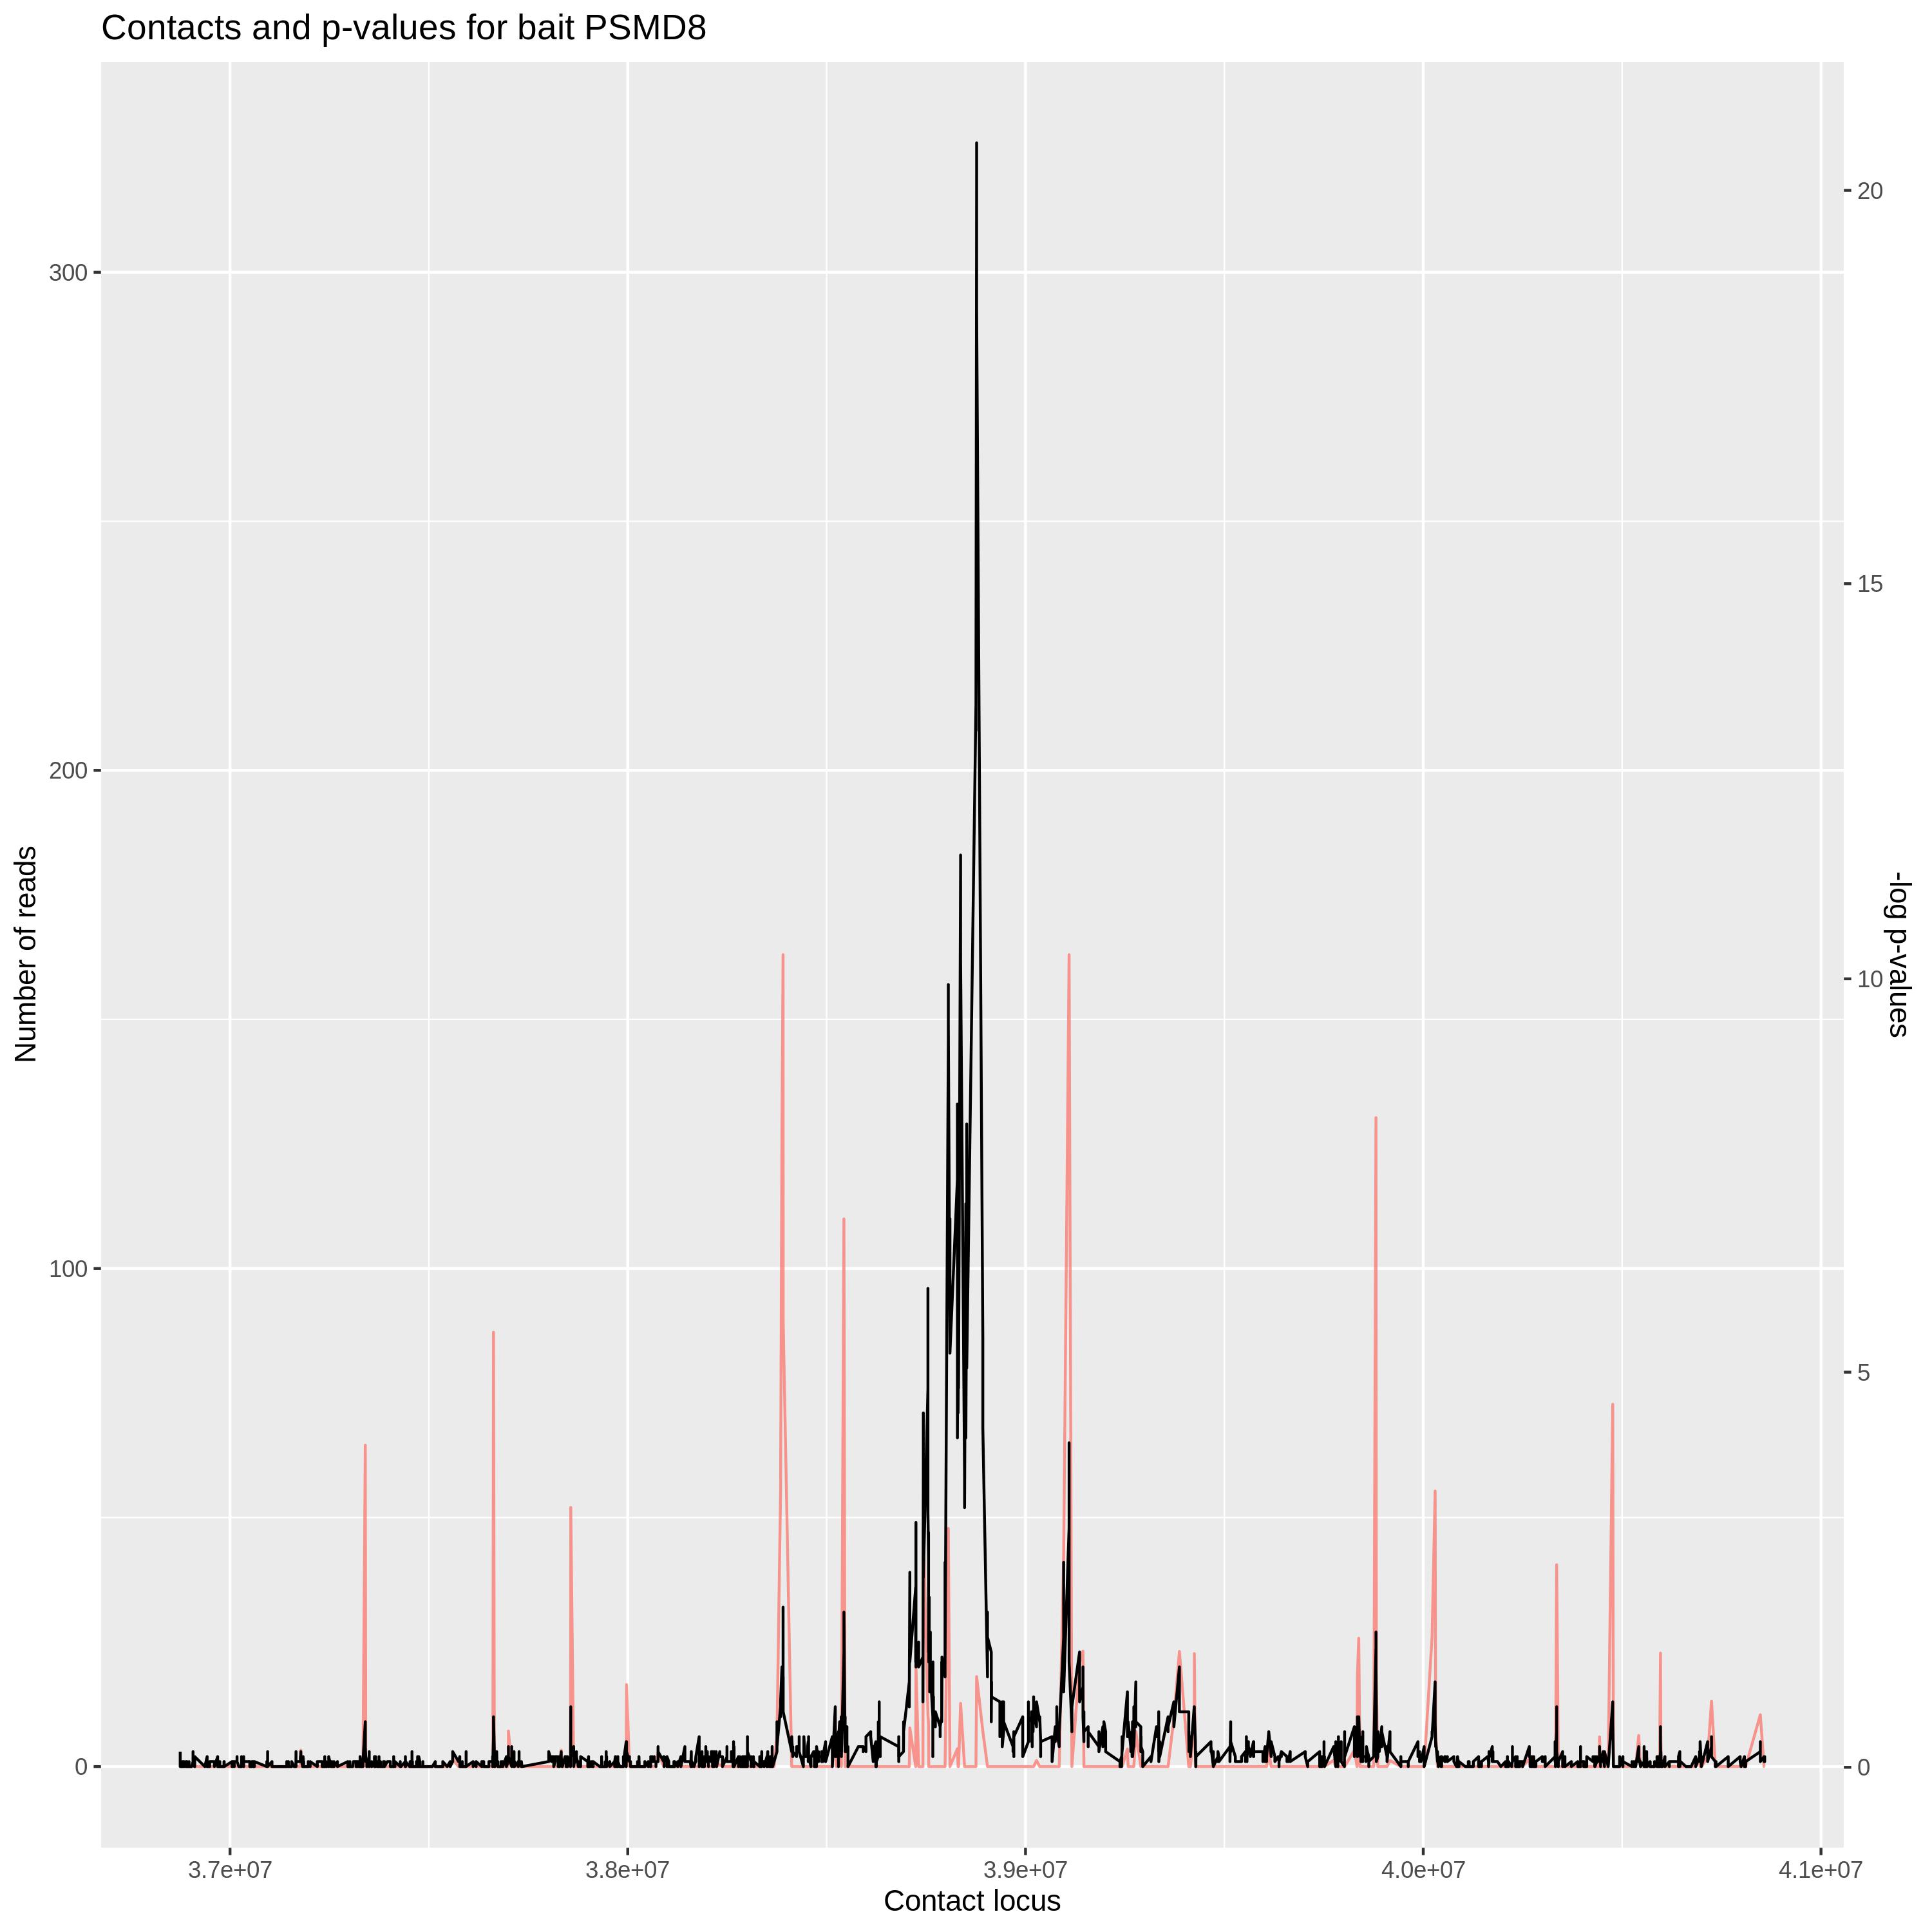 Contacts and p-values for bait PSMD8
Number of reads
300
200
100
0
20
15
10
5
0
-log p-values
3.7e+07
3.8e+07
3.9e+07
4.0e+07
4.1e+07
Contact locus